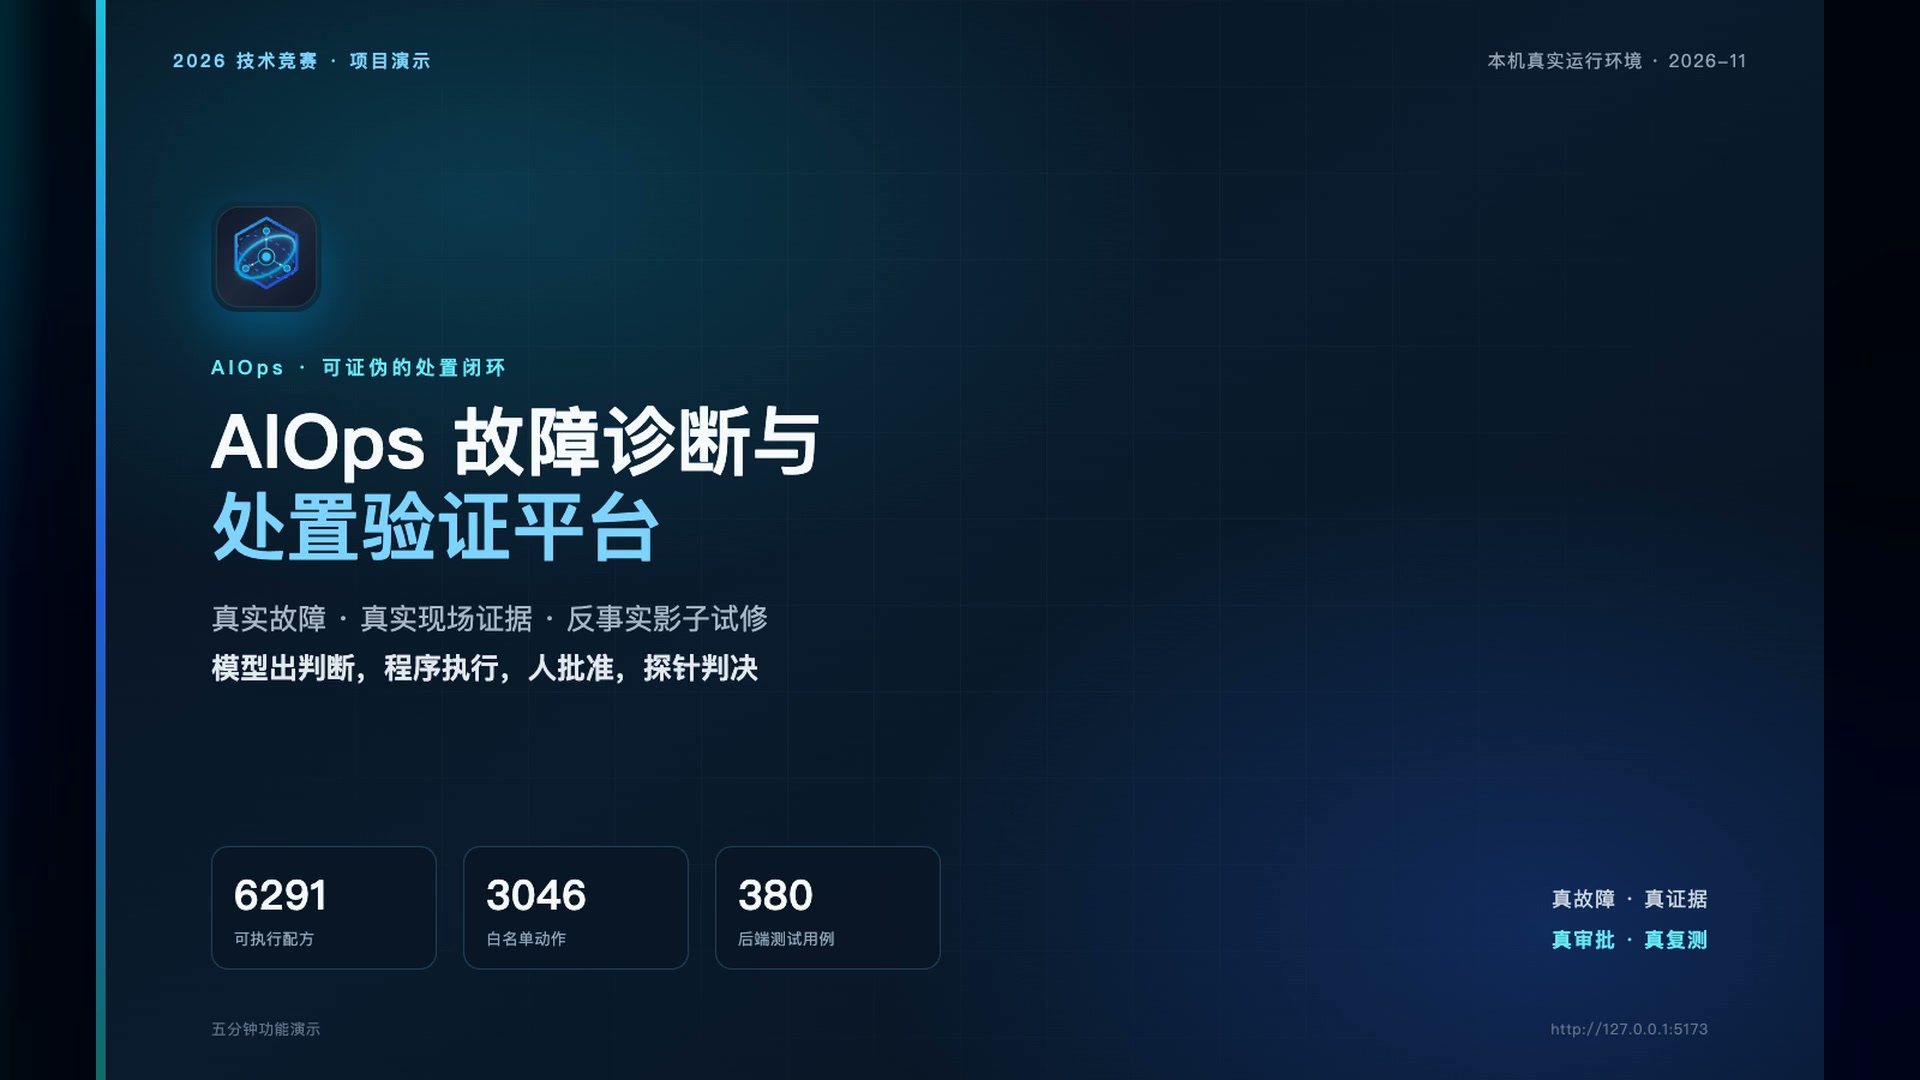 2026 技术竞赛 · 项目演示
本机真实运行环境 · 2026-11
AIOps · 可证伪的处置闭环
AIOps 故障诊断与
处置验证平台
真实故障 · 真实现场证据 · 反事实影子试修
模型出判断，程序执行，人批准，探针判决
6291
可执行配方
3046
白名单动作
380
后端测试用例
真故障 · 真证据
真审批 · 真复测
五分钟功能演示
http://127.0.0.1:5173